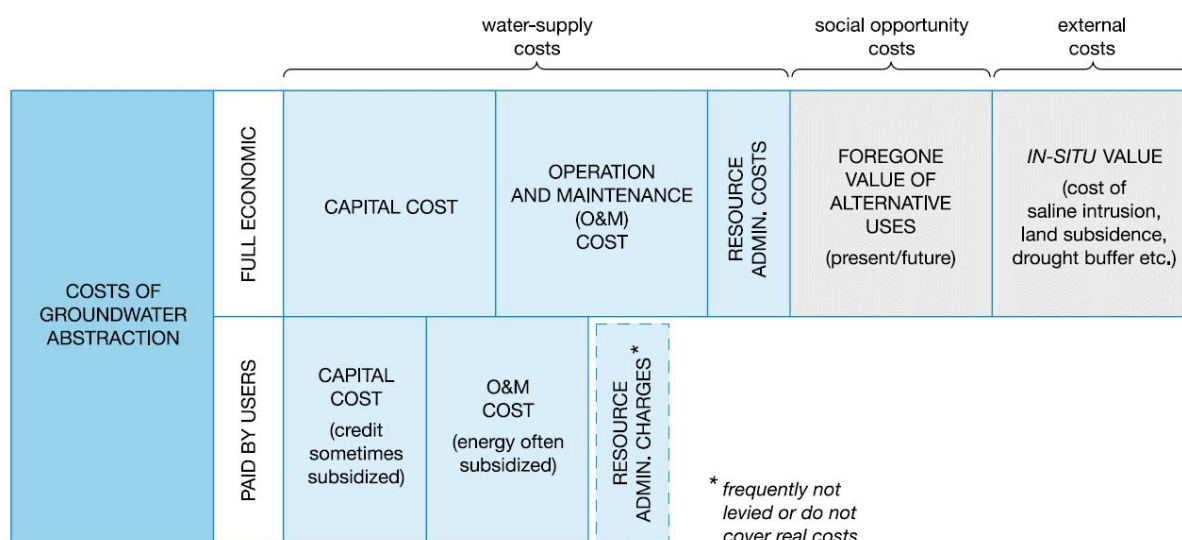 water-supply
costs
social opportunity
costs
external
costs
COSTS OF
GROUNDWATER
ABSTRACTION
FULL ECONOMIC
CAPITAL COST
OPERATION
AND MAINTENANCE
(O&M)
COST
RESOURCE
ADMIN. COSTS
FOREGONE
VALUE OF
ALTERNATIVE
USES
(present/future)
IN-SITU VALUE
(cost of
saline intrusion,
land subsidence,
drought buffer etc.)
PAID BY USERS
CAPITAL
COST
(credit
sometimes
subsidized)
O&M
COST
(energy often
subsidized)
RESOURCE
ADMIN. CHARGES *
* frequently not
levied or do not
cover real costs